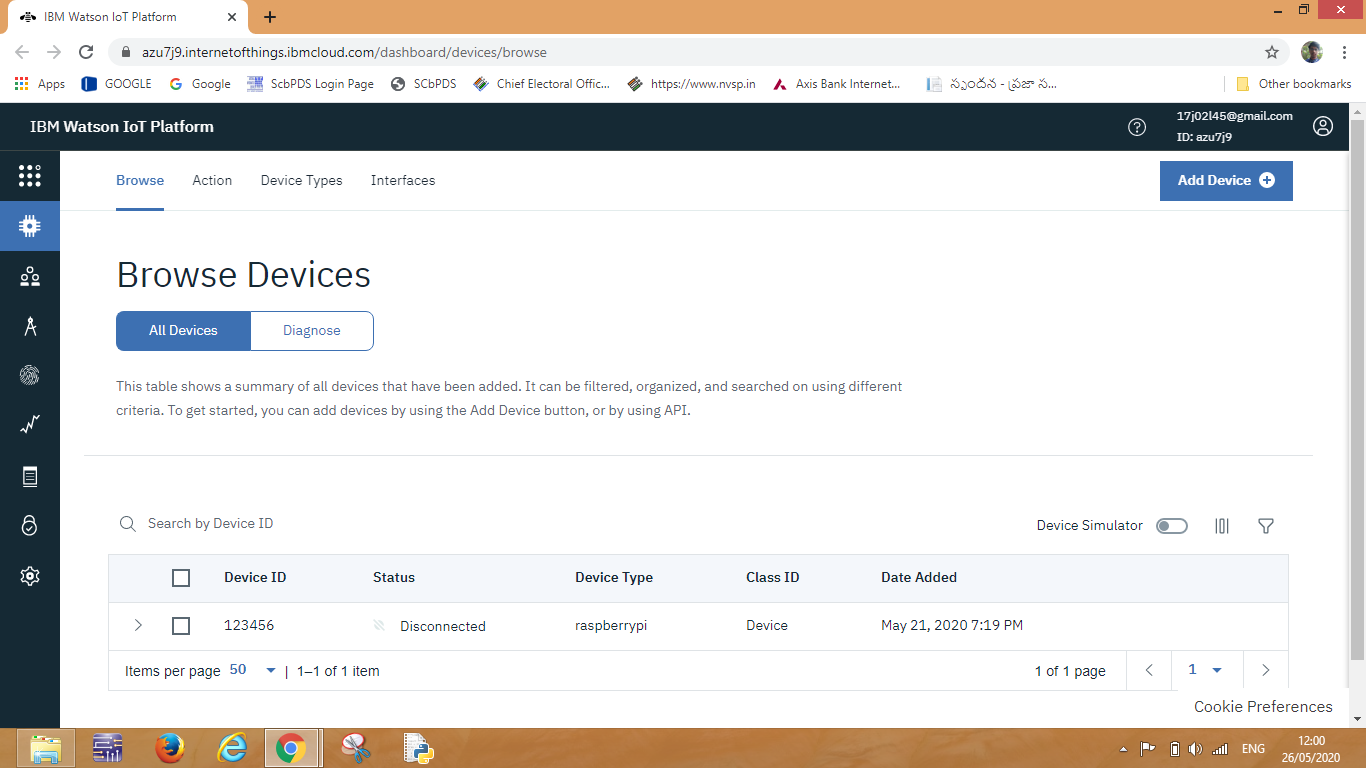 IBM Watson IoT Platform
azu7j9.internetofthings.ibmcloud.com/dashboard/devices/browse
Apps GOOGLE Google ScbPDS Login Page SCbPDS Chief Electoral Offic... https://www.nvsp.in Axis Bank Internet... స్పందన - ప్రజా స... Other bookmarks
IBM Watson IoT Platform
17j02l45@gmail.com
ID: azu7j9
Browse Action Device Types Interfaces Add Device
Browse Devices
All Devices Diagnose
This table shows a summary of all devices that have been added. It can be filtered, organized, and searched on using different
criteria. To get started, you can add devices by using the Add Device button, or by using API.
Search by Device ID Device Simulator
Device ID Status Device Type Class ID Date Added
123456 Disconnected raspberrypi Device May 21, 2020 7:19 PM
Items per page 50 | 1–1 of 1 item 1 of 1 page 1
Cookie Preferences
ENG 12:00
26/05/2020